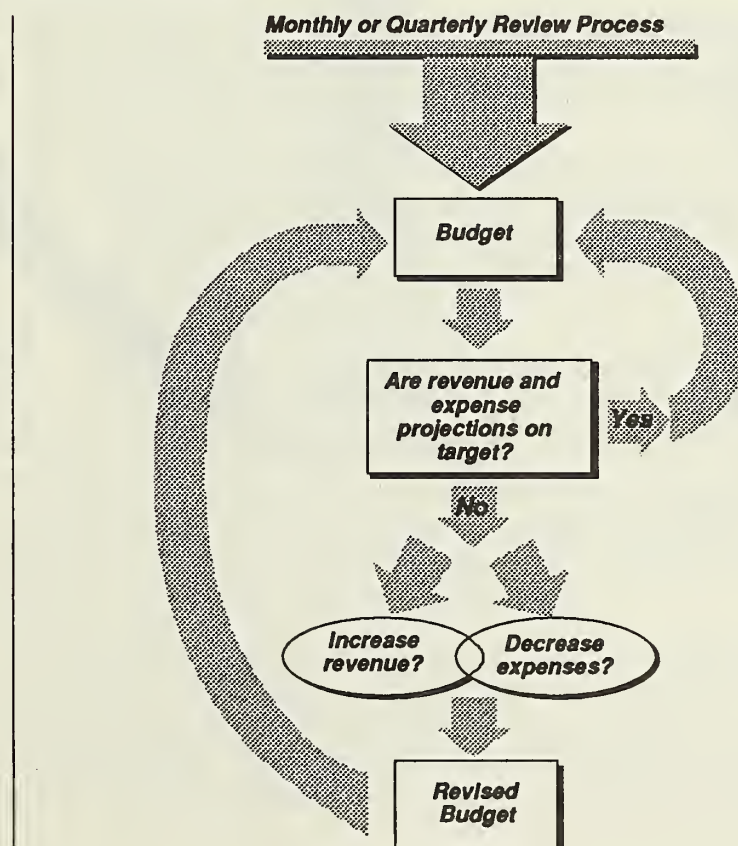 Monthly or Quarterly Review Process
Budget
Are revenue and
expense
projections on
target?
Yes
No
Increase
revenue?
Decrease
expenses?
Revised
Budget